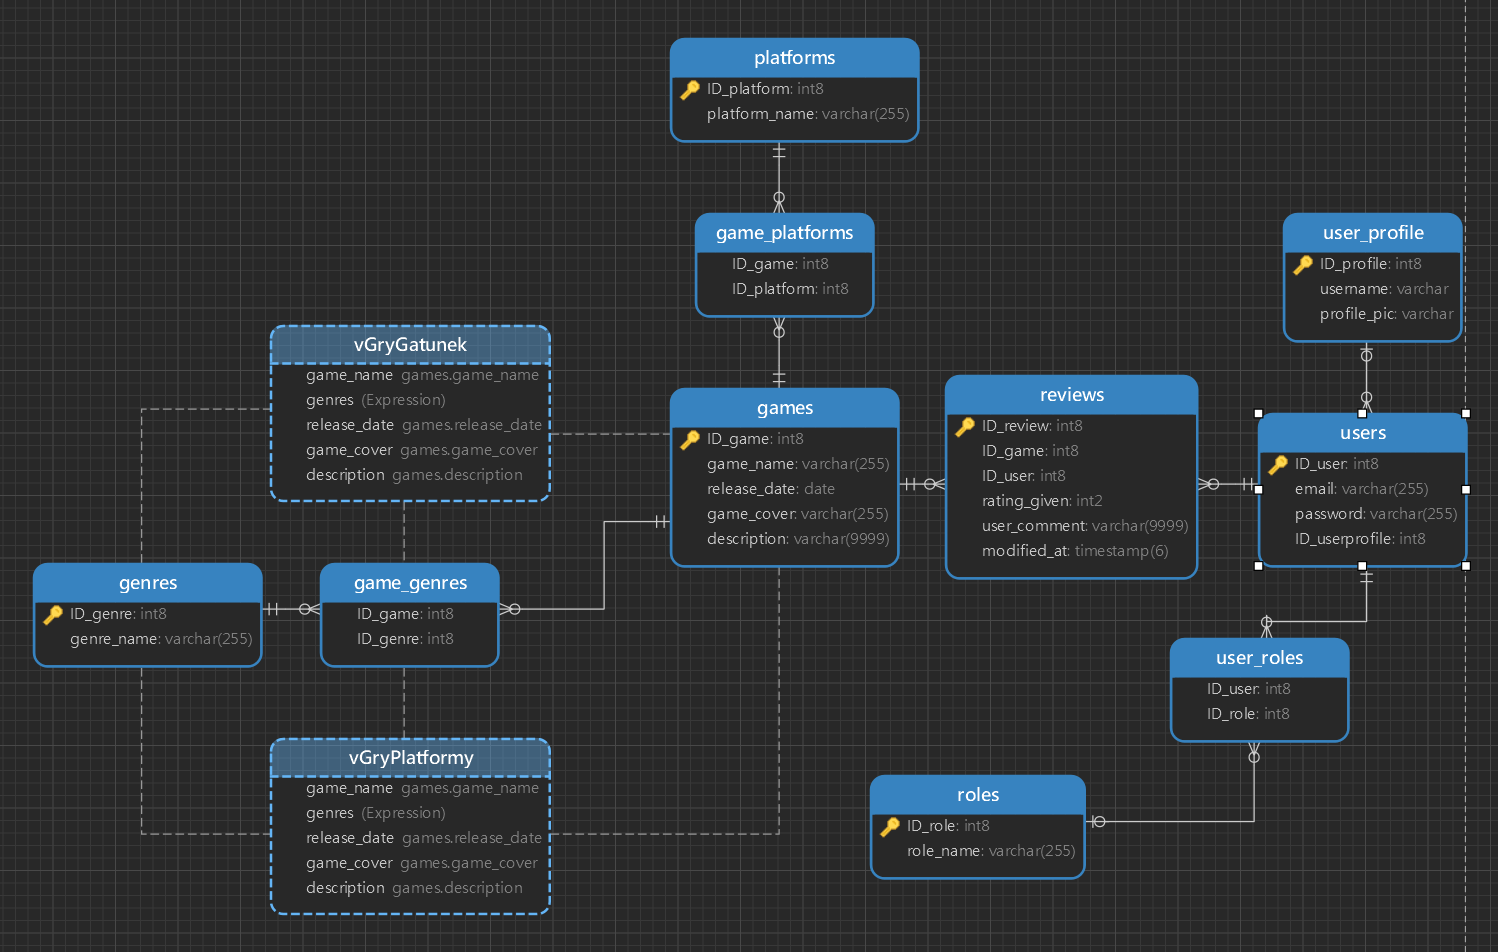 platforms
ID_platform: int8
platform_name: varchar(255)
game_platforms
ID_game: int8
ID_platform: int8
user_profile
ID_profile: int8
username: varchar
profile_pic: varchar
vGryGatunek
game_name games.game_name
genres (Expression)
release_date games.release_date
game_cover games.game_cover
description games.description
games
ID_game: int8
game_name: varchar(255)
release_date: date
game_cover: varchar(255)
description: varchar(9999)
reviews
ID_review: int8
ID_game: int8
ID_user: int8
rating_given: int2
user_comment: varchar(9999)
modified_at: timestamp(6)
users
ID_user: int8
email: varchar(255)
password: varchar(255)
ID_userprofile: int8
genres
ID_genre: int8
genre_name: varchar(255)
game_genres
ID_game: int8
ID_genre: int8
user_roles
ID_user: int8
ID_role: int8
vGryPlatformy
game_name games.game_name
genres (Expression)
release_date games.release_date
game_cover games.game_cover
description games.description
roles
ID_role: int8
role_name: varchar(255)